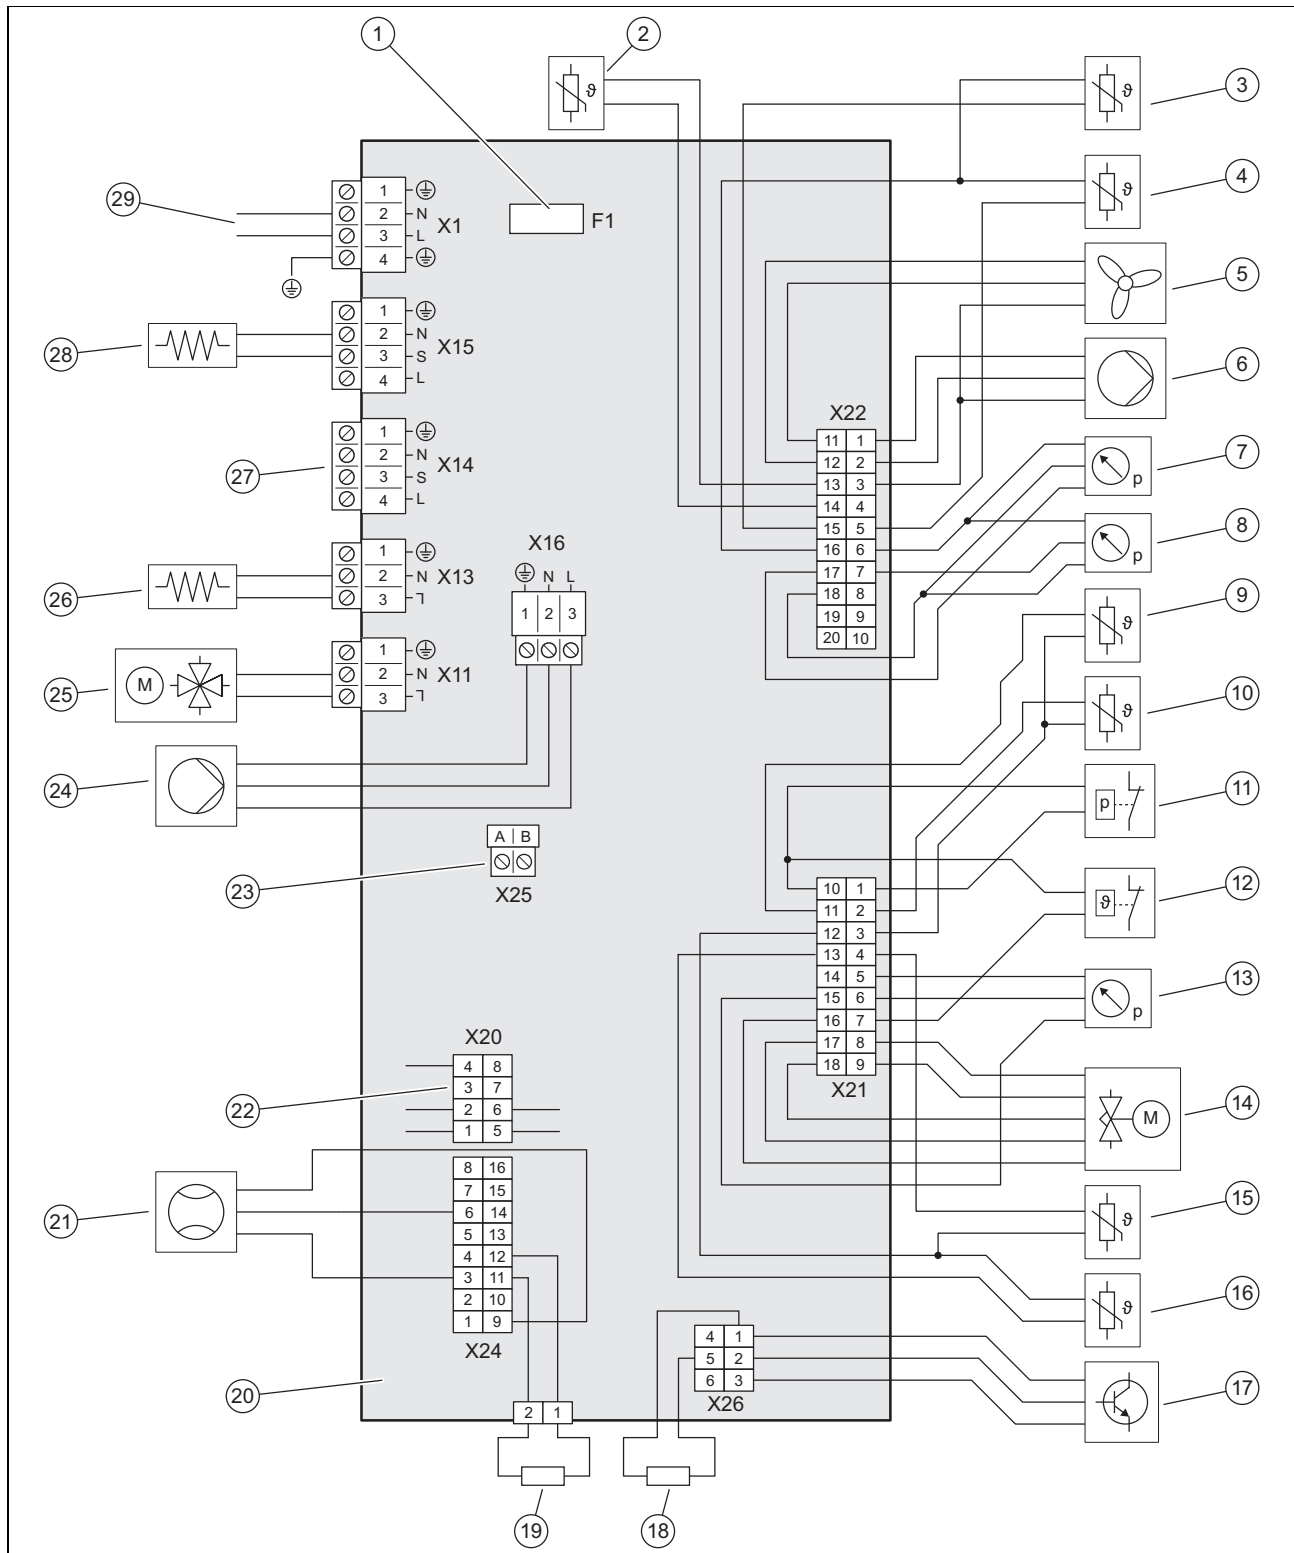 1
2
3
4
5
6
7
8
9
10
11
12
13
14
15
16
17
18
19
20
21
22
23
24
25
26
27
28
29
F1
ϑ
ϑ
ϑ
1
2 N
3 L
4
X1
1
2 N
3 S
4 L
X15
1
2 N
3 S
4 L
X14
1
2 N
3 L
X13
1
2 N
3 L
X11
M
X16
N L
1 2 3
A B
X25
X22
11 1
12 2
13 3
14 4
15 5
16 6
17 7
18 8
19 9
20 10
p
p
ϑ
ϑ
p
ϑ
p
10 1
11 2
12 3
13 4
14 5
15 6
16 7
17 8
18 9
X21
M
ϑ
ϑ
X20
4 8
3 7
2 6
1 5
8 16
7 15
6 14
5 13
4 12
3 11
2 10
1 9
X24
4 1
5 2
6 3
X26
2 1